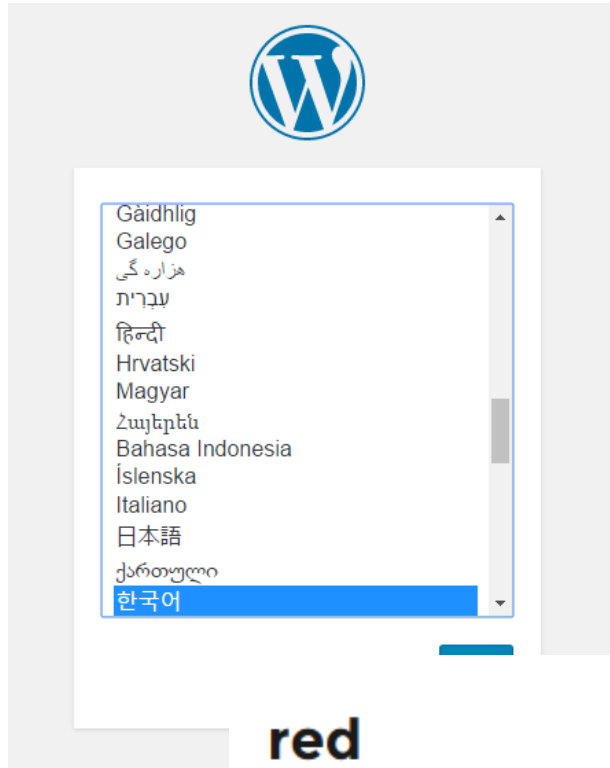 Gàidhlig
Galego
هزاره گی
עִבְרִית
हिन्दी
Hrvatski
Magyar
Հայերեն
Bahasa Indonesia
Íslenska
Italiano
日本語
ქართული
한국어
red